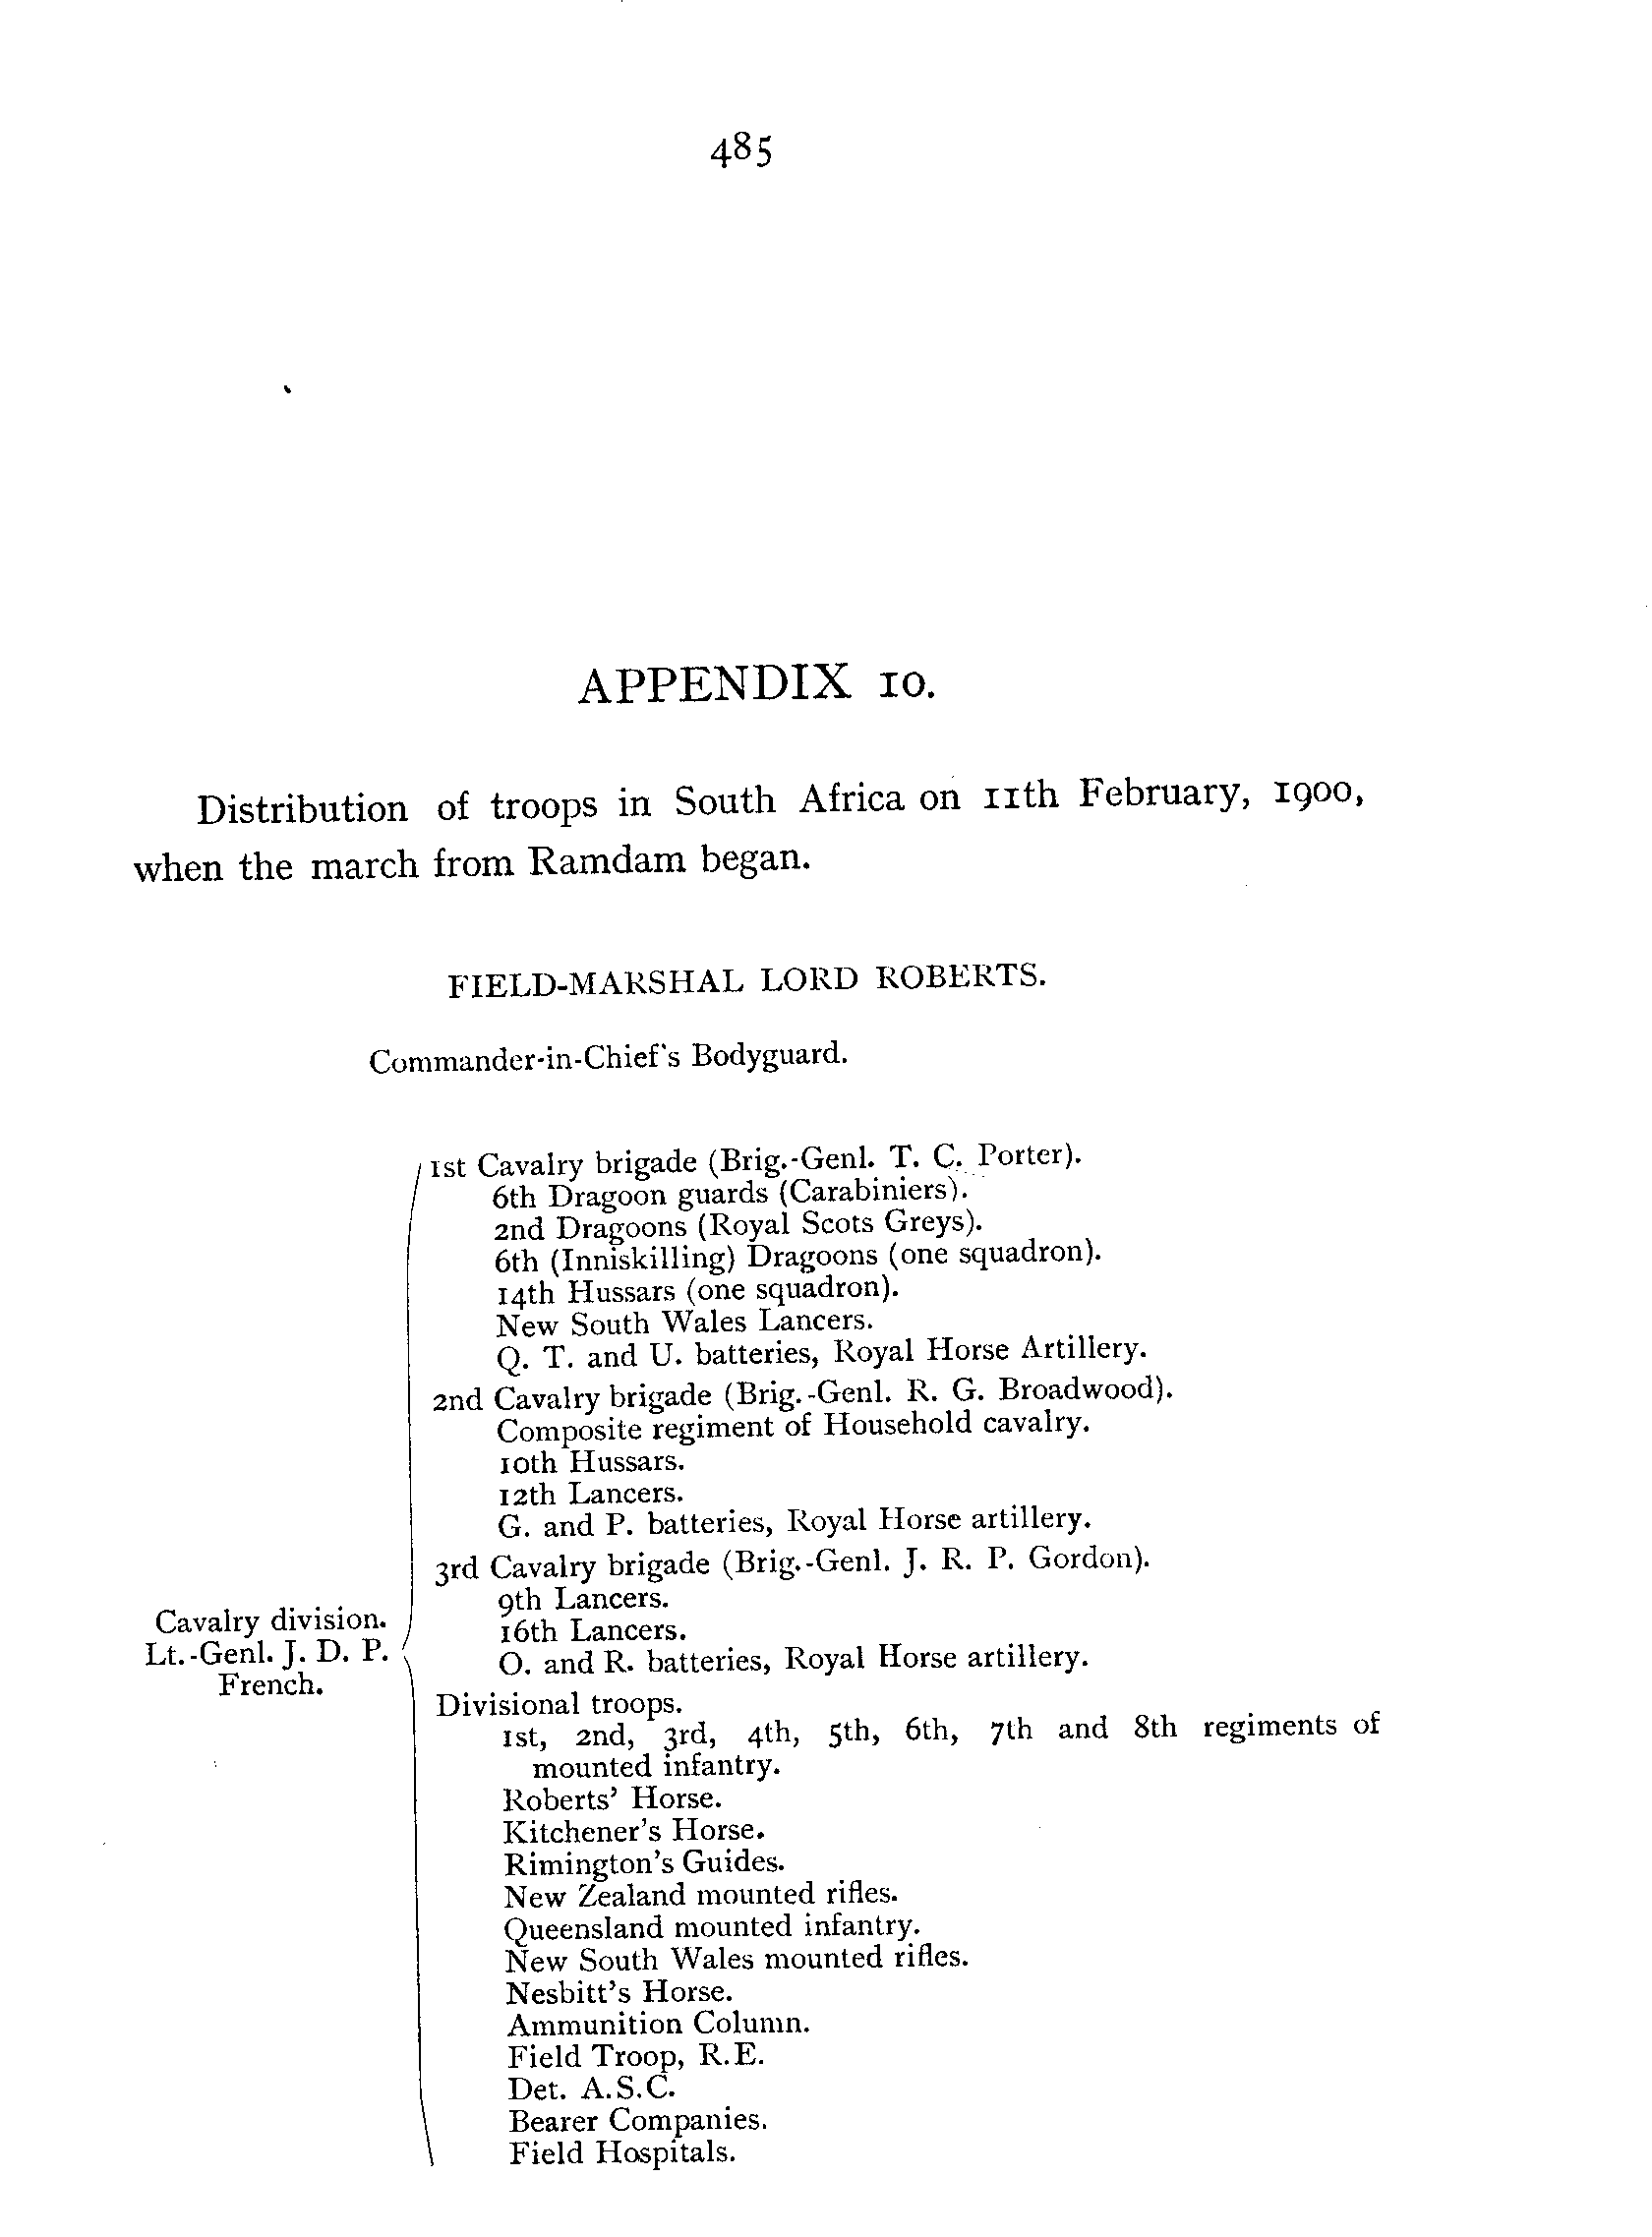 485
APPENDIX 10.
Distribution of troops in South Africa on 11th February, 1900,
when the march from Ramdam began.
FIELD-MARSHAL LORD ROBERTS.
Commander-in-Chief's Bodyguard.
1st Cavalry brigade (Brig.-Genl. T. C. Porter).
6th Dragoon guards (Carabiniers).
2nd Dragoons (Royal Scots Greys).
6th (Inniskilling) Dragoons (one squadron).
14th Hussars (one squadron).
New South Wales Lancers.
Q. T. and U. batteries, Royal Horse Artillery.
2nd Cavalry brigade (Brig.-Genl. R. G. Broadwood).
Composite regiment of Household cavalry.
10th Hussars.
12th Lancers.
G. and P. batteries, Royal Horse artillery.
3rd Cavalry brigade (Brig.-Genl. J. R. P. Gordon).
9th Lancers.
16th Lancers.
O. and R. batteries, Royal Horse artillery.
Cavalry division.
Lt.-Genl. J. D. P.
French.
Divisional troops.
1st, 2nd, 3rd, 4th, 5th, 6th, 7th and 8th regiments of
mounted infantry.
Roberts' Horse.
Kitchener's Horse.
Rimington's Guides.
New Zealand mounted rifles.
Queensland mounted infantry.
New South Wales mounted rifles.
Nesbitt's Horse.
Ammunition Column.
Field Troop, R.E.
Det. A.S.C.
Bearer Companies.
Field Hospitals.